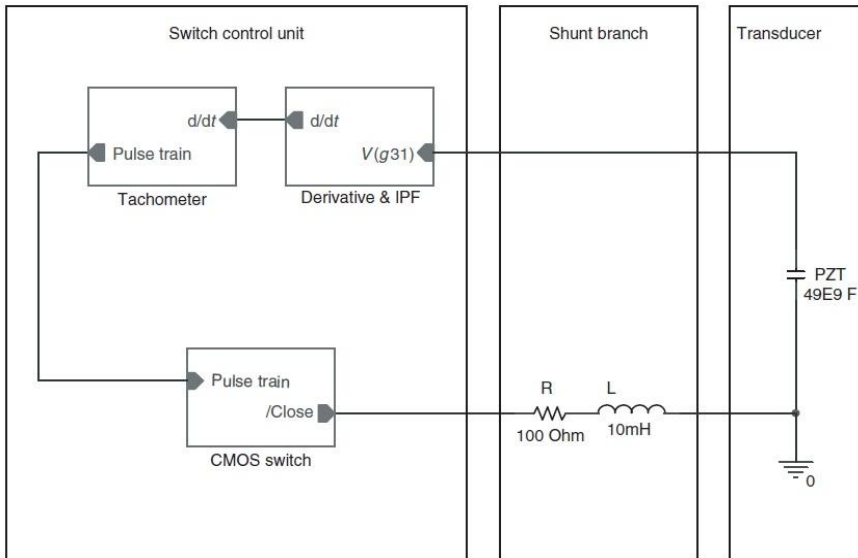 Switch control unit
Shunt branch
Transducer
d/dt
d/dt
Pulse train
V(g31)
Tachometer
Derivative & IPF
PZT
49E9 F
Pulse train
/Close
CMOS switch
R
L
100 Ohm
10mH
0